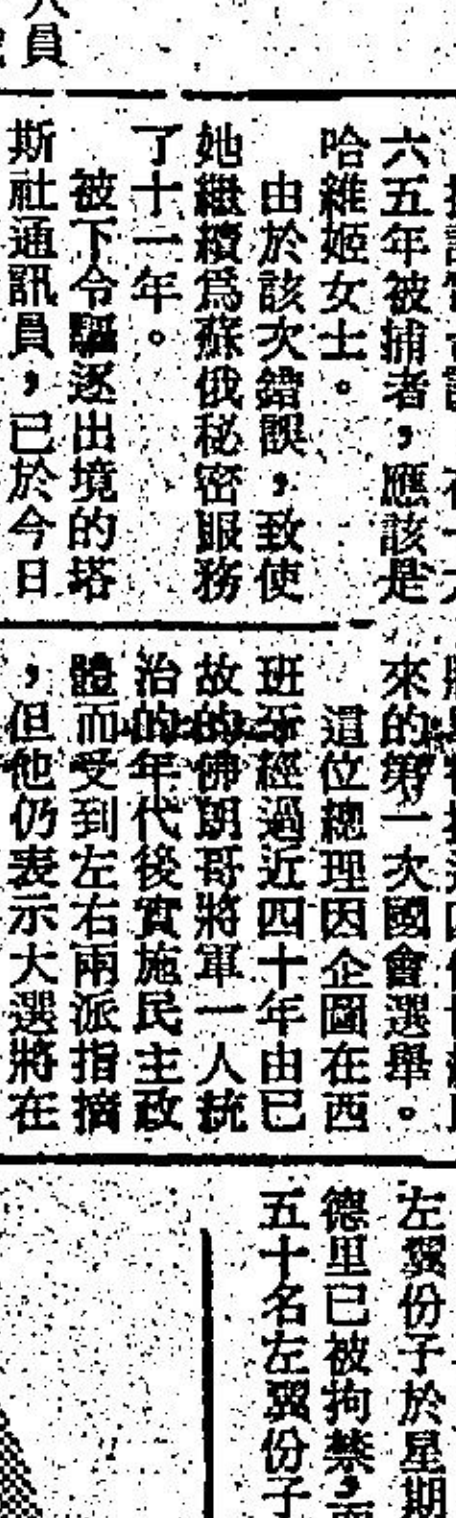 員
六五年被捕者，應該是
哈維姬女士。
由於該次錯誤，致使
她繼續爲蘇俄秘密服務
了十一年。
被下令驅逐出境的塔
斯社通訊員，已於今日
來的第一次國會選舉。
這位總理因企圖在西
班牙經過近四十年由已
故的佛朗哥將軍一人統
治的年代後實施民主政
體而受到左右兩派指摘
，但他仍表示大選將在
左翼份子於星期
德里已被拘禁，而
五十名左翼份子